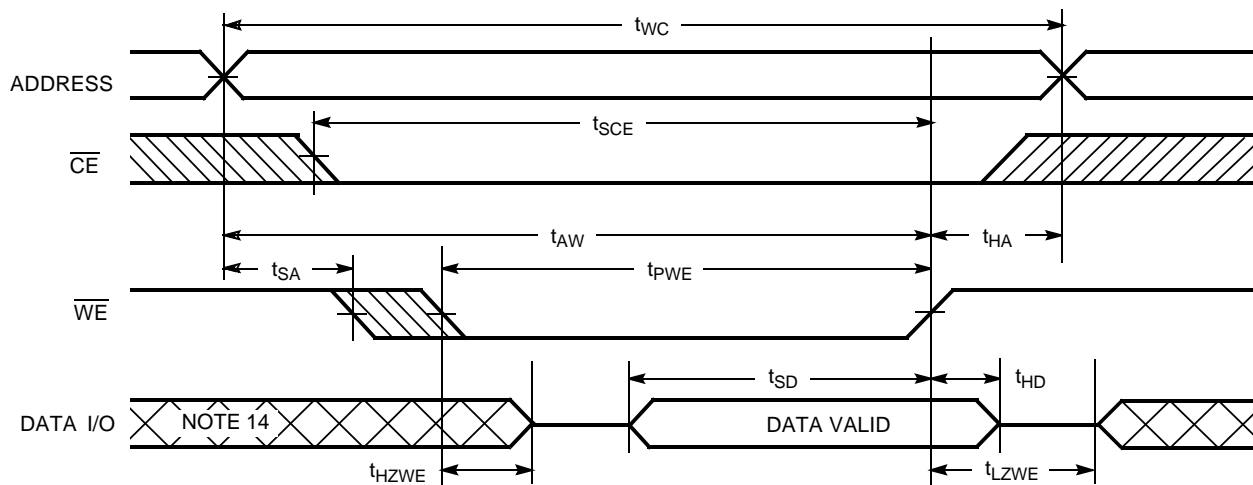 tWC
ADDRESS
tSCE
CE
tAW
tHA
tSA
tPWE
WE
tSD
tHD
DATA I/O
NOTE 14
DATA VALID
tHZWE
tLZWE